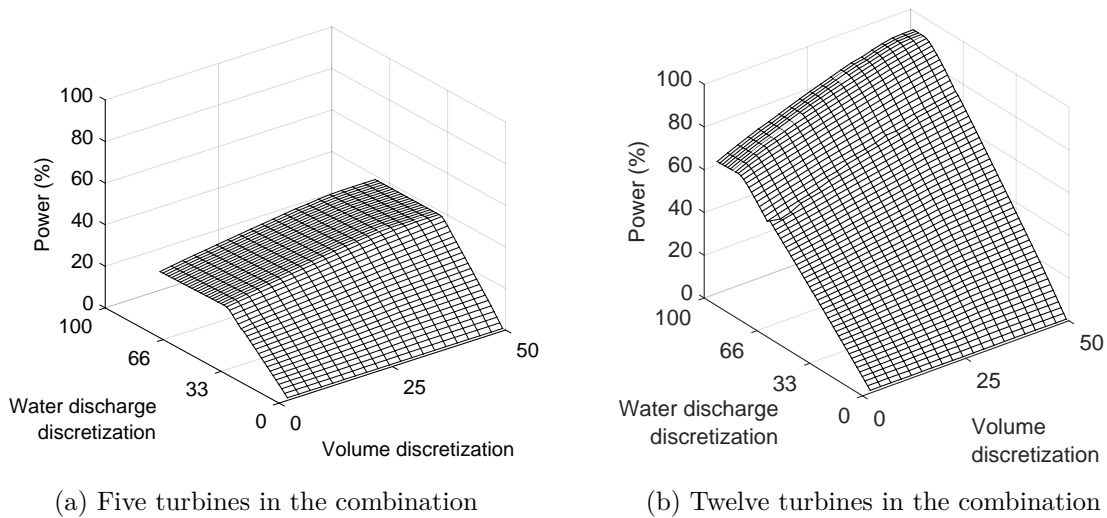 100
80
60
40
20
0
Power (%)
100
66
33
0
Water discharge
discretization
0
25
50
Volume discretization
(a) Five turbines in the combination
100
80
60
40
20
0
Power (%)
100
66
33
0
Water discharge
discretization
0
25
50
Volume
discretization
(b) Twelve turbines in the combination